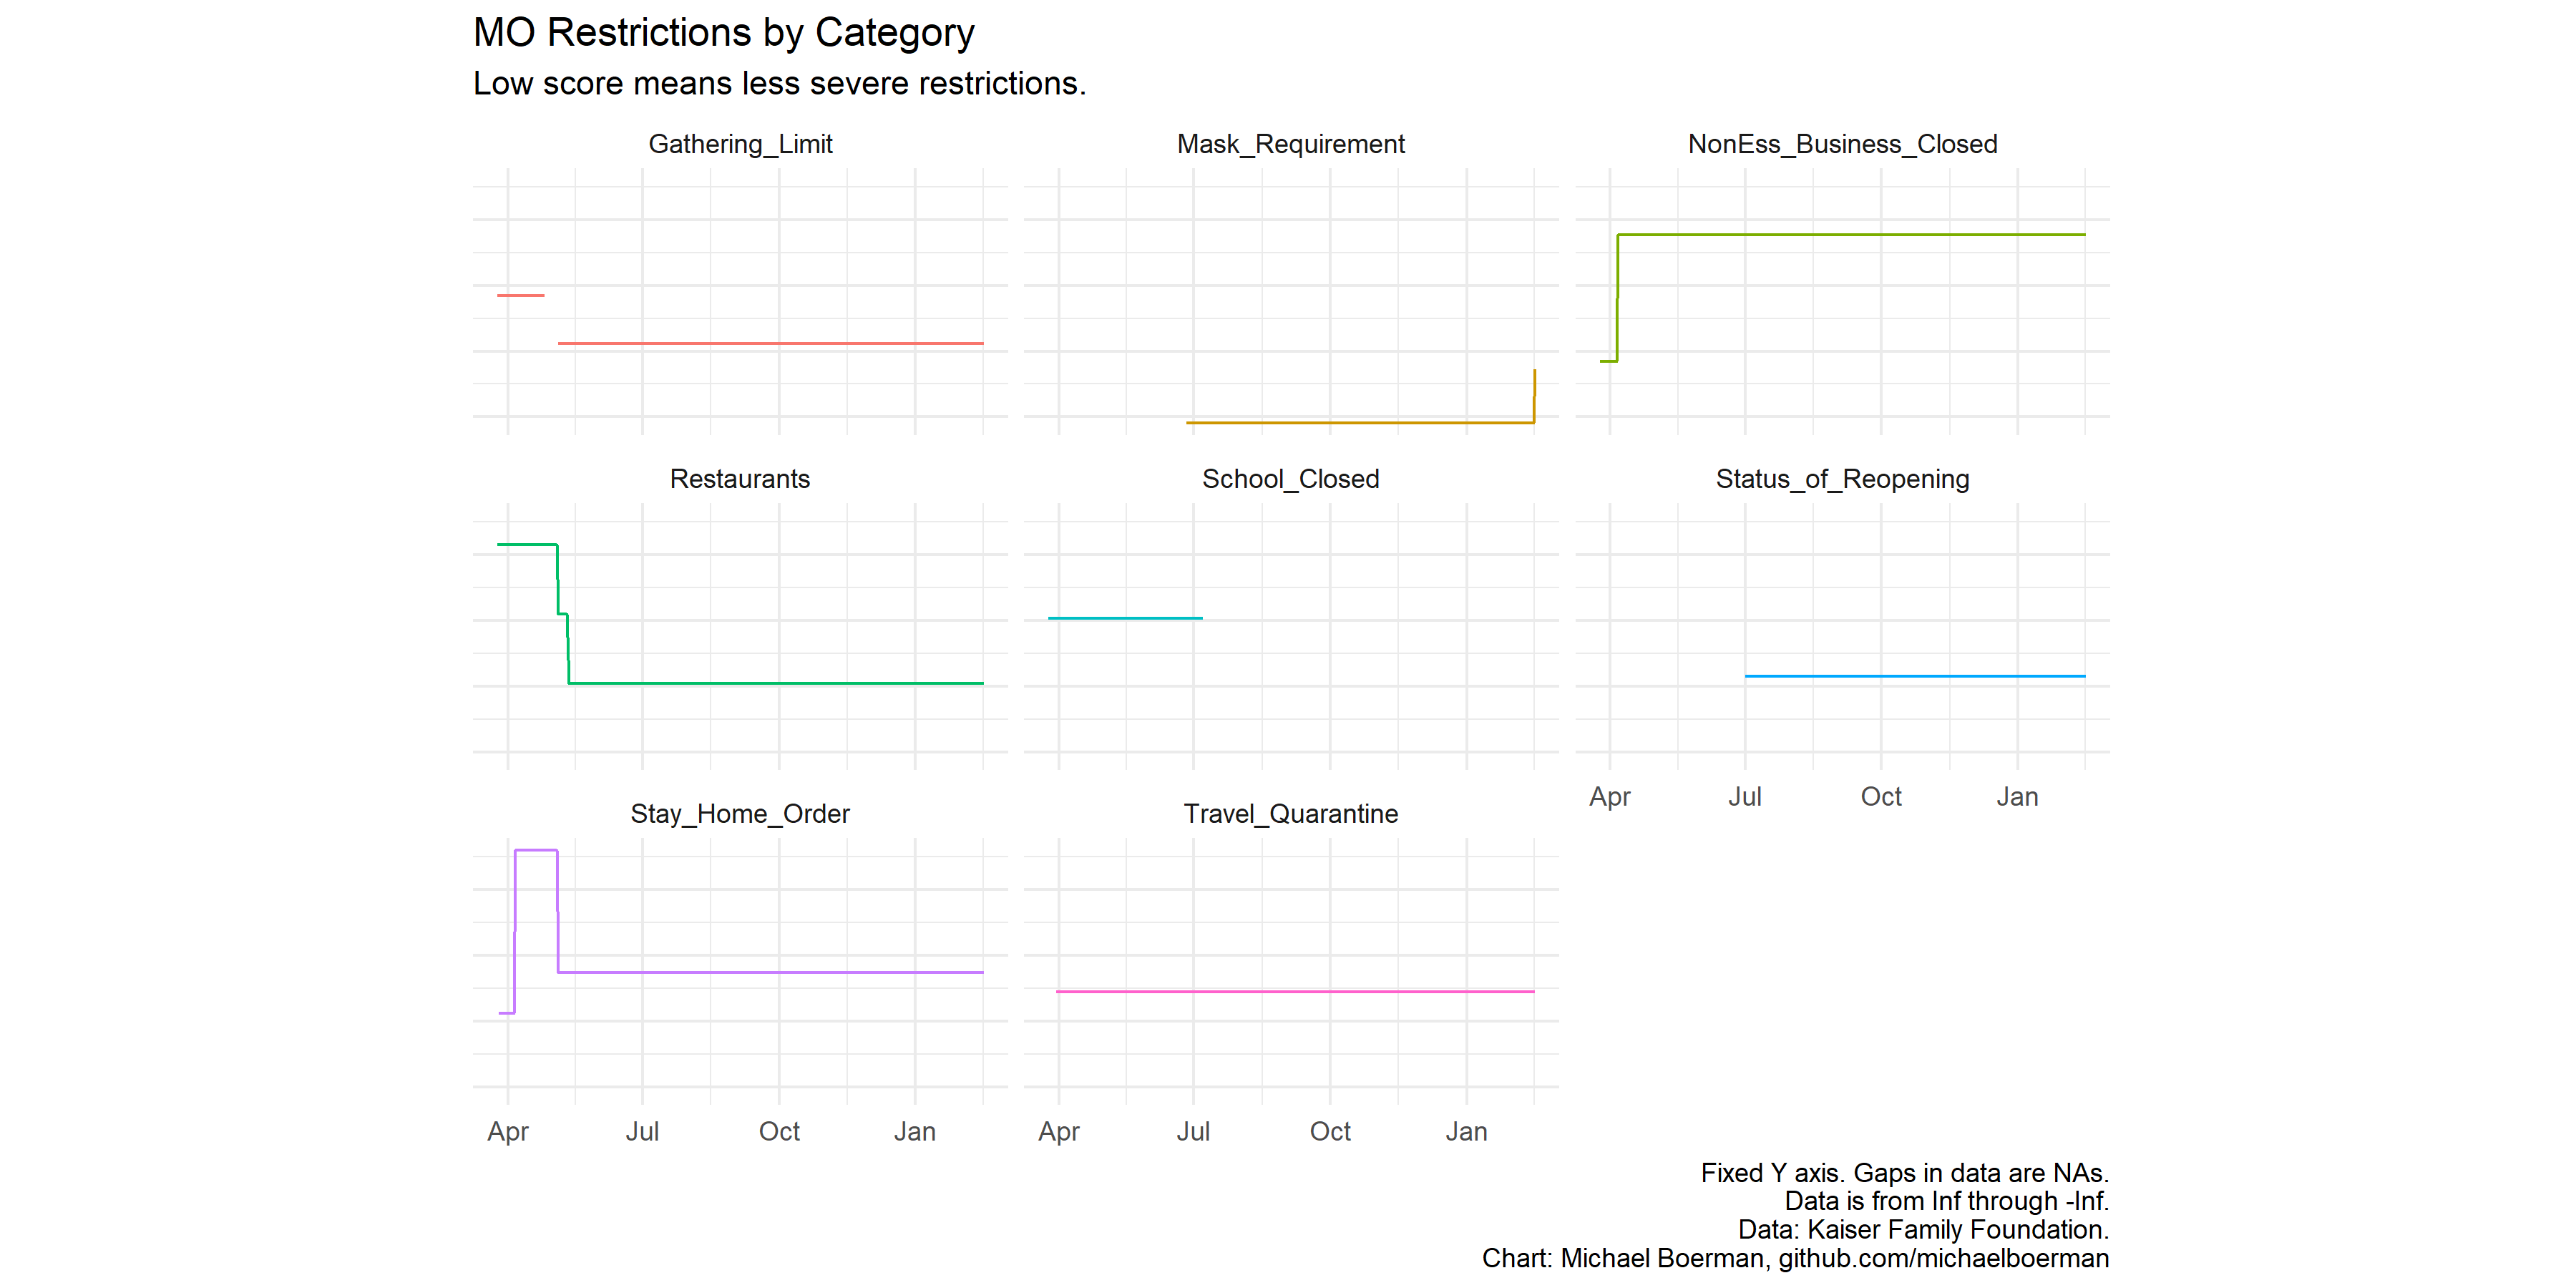 MO Restrictions by Category
Low score means less severe restrictions.
Gathering_Limit
Mask_Requirement
NonEss_Business_Closed
Restaurants
School_Closed
Status_of_Reopening
Apr Jul Oct Jan
Stay_Home_Order
Travel_Quarantine
Apr Jul Oct Jan
Apr Jul Oct Jan
Fixed Y axis. Gaps in data are NAs.
Data is from Inf through -Inf.
Data: Kaiser Family Foundation.
Chart: Michael Boerman, github.com/michaelboerman